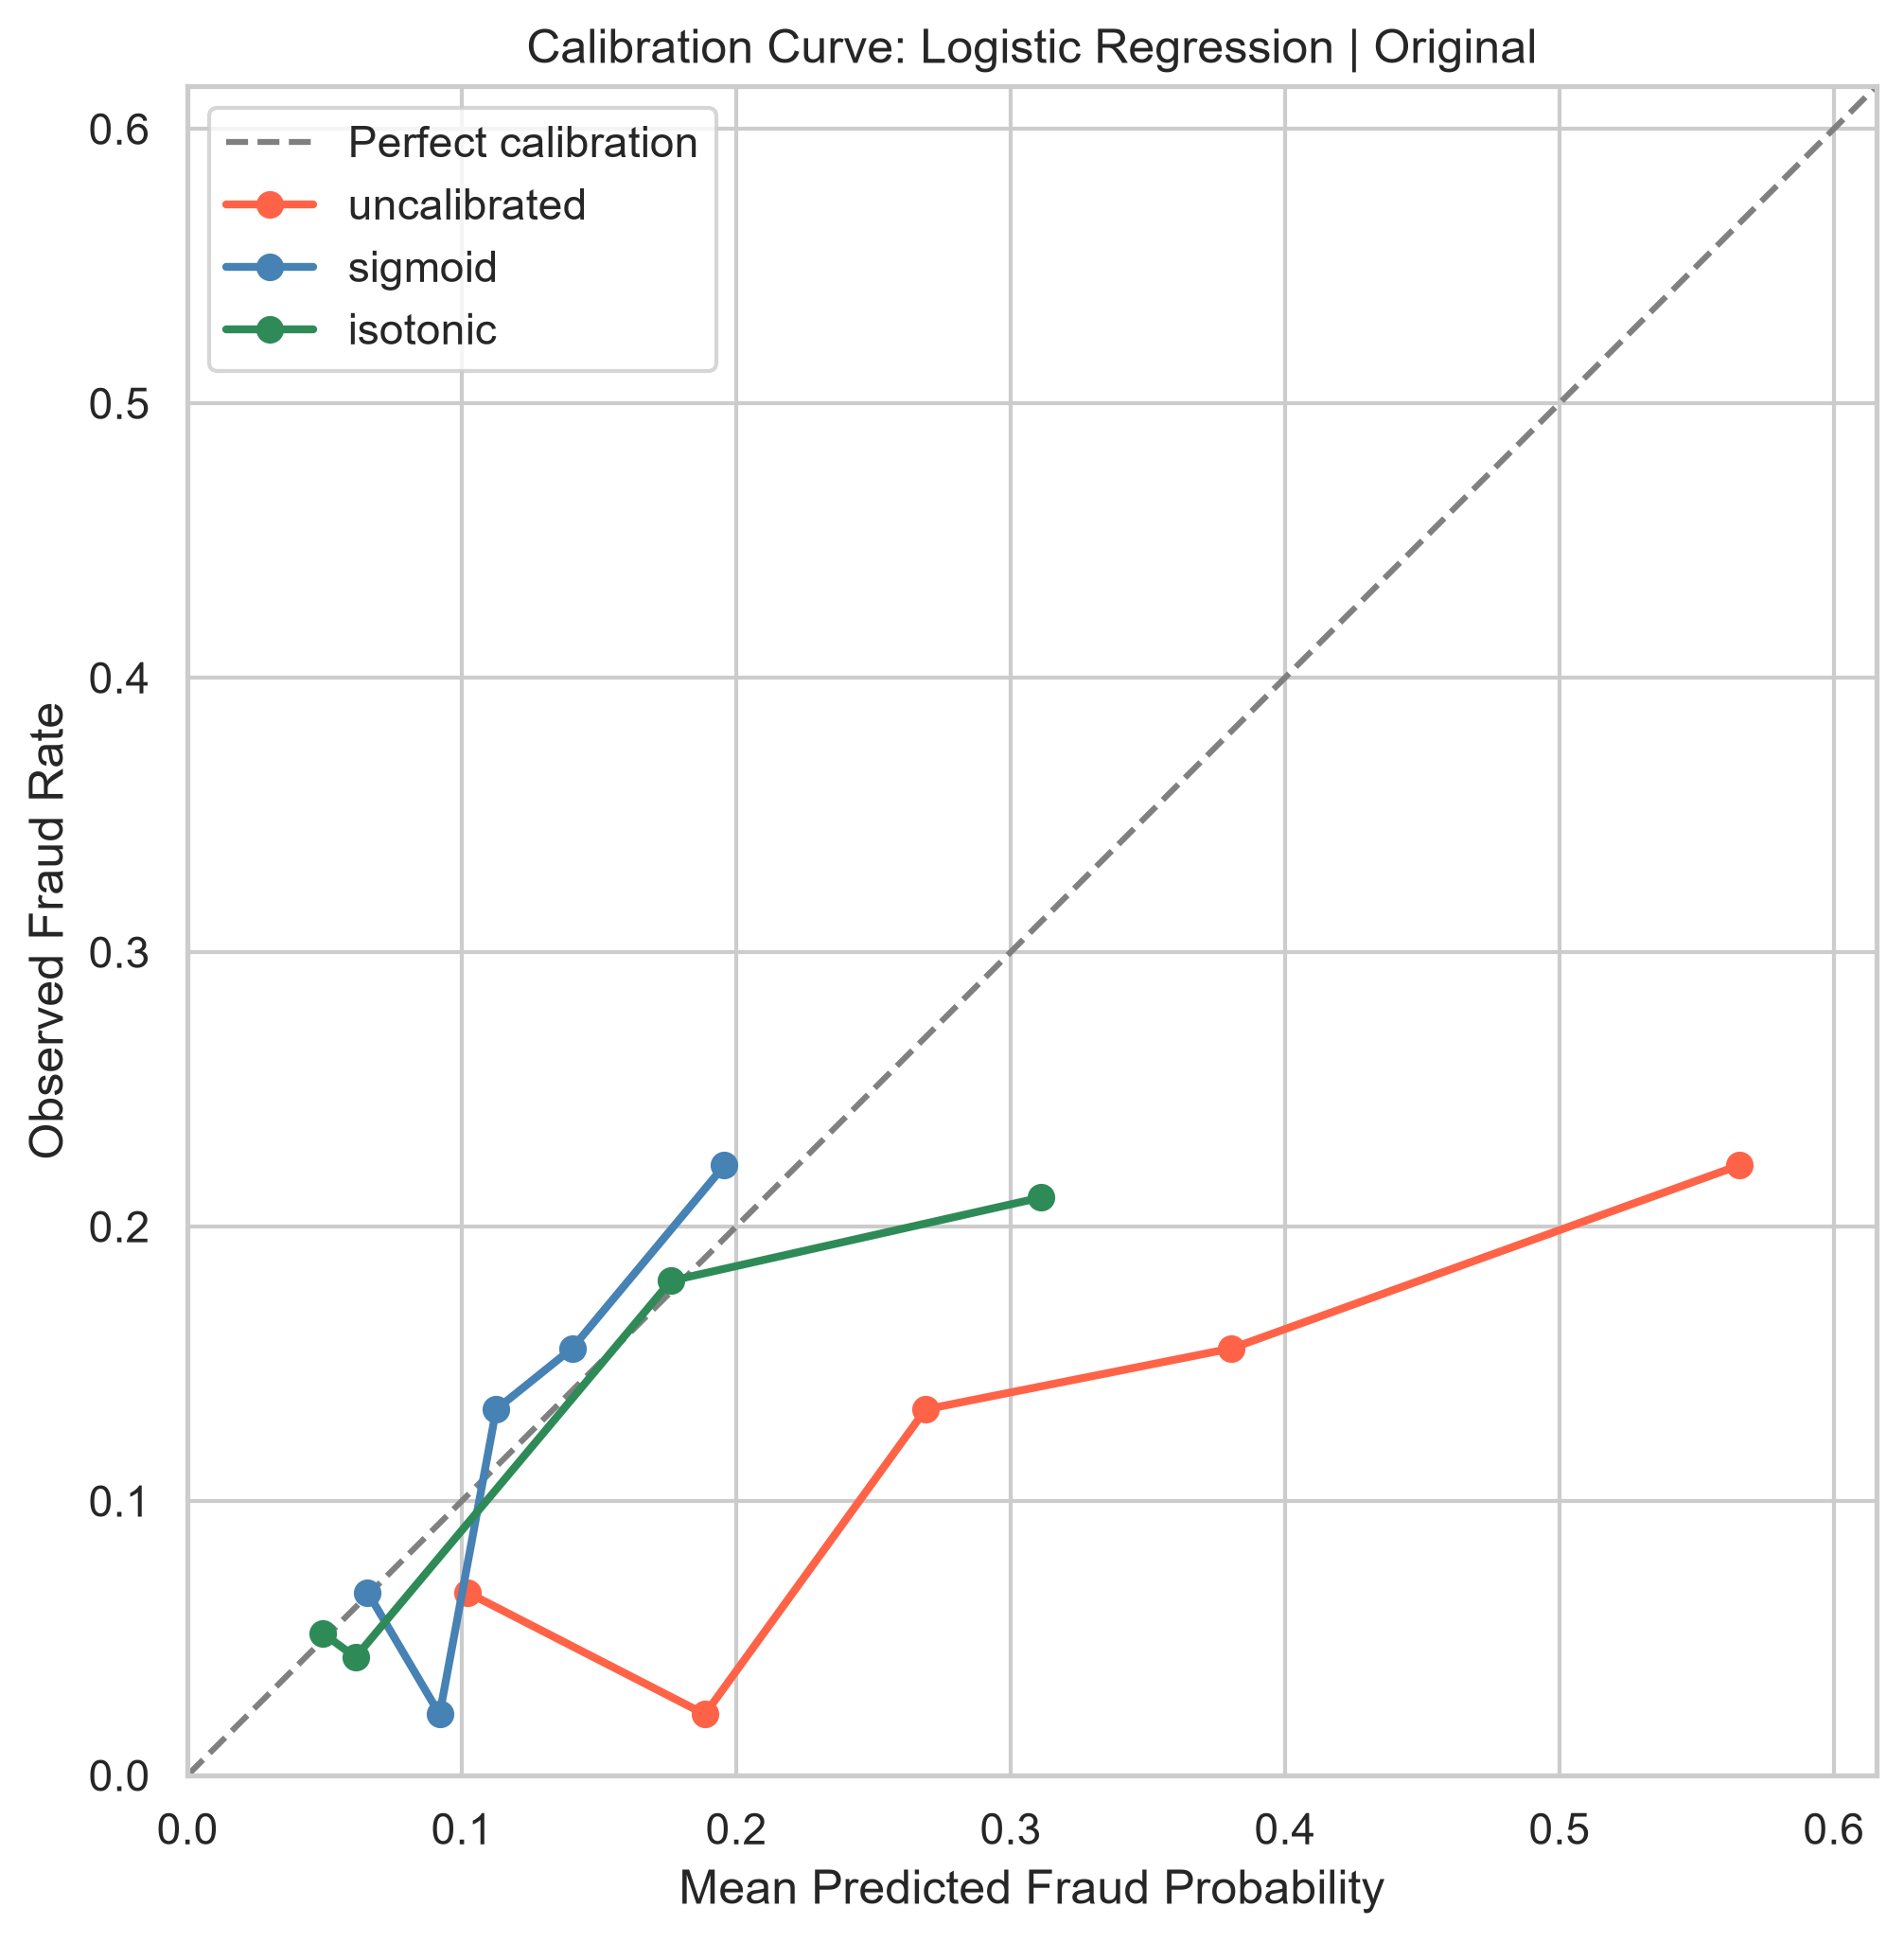 Calibration Curve: Logistic Regression | Original
Perfect calibration
uncalibrated
sigmoid
isotonic
Observed Fraud Rate
0.6
0.5
0.4
0.3
0.2
0.1
0.0
0.0 0.1 0.2 0.3 0.4 0.5 0.6
Mean Predicted Fraud Probability